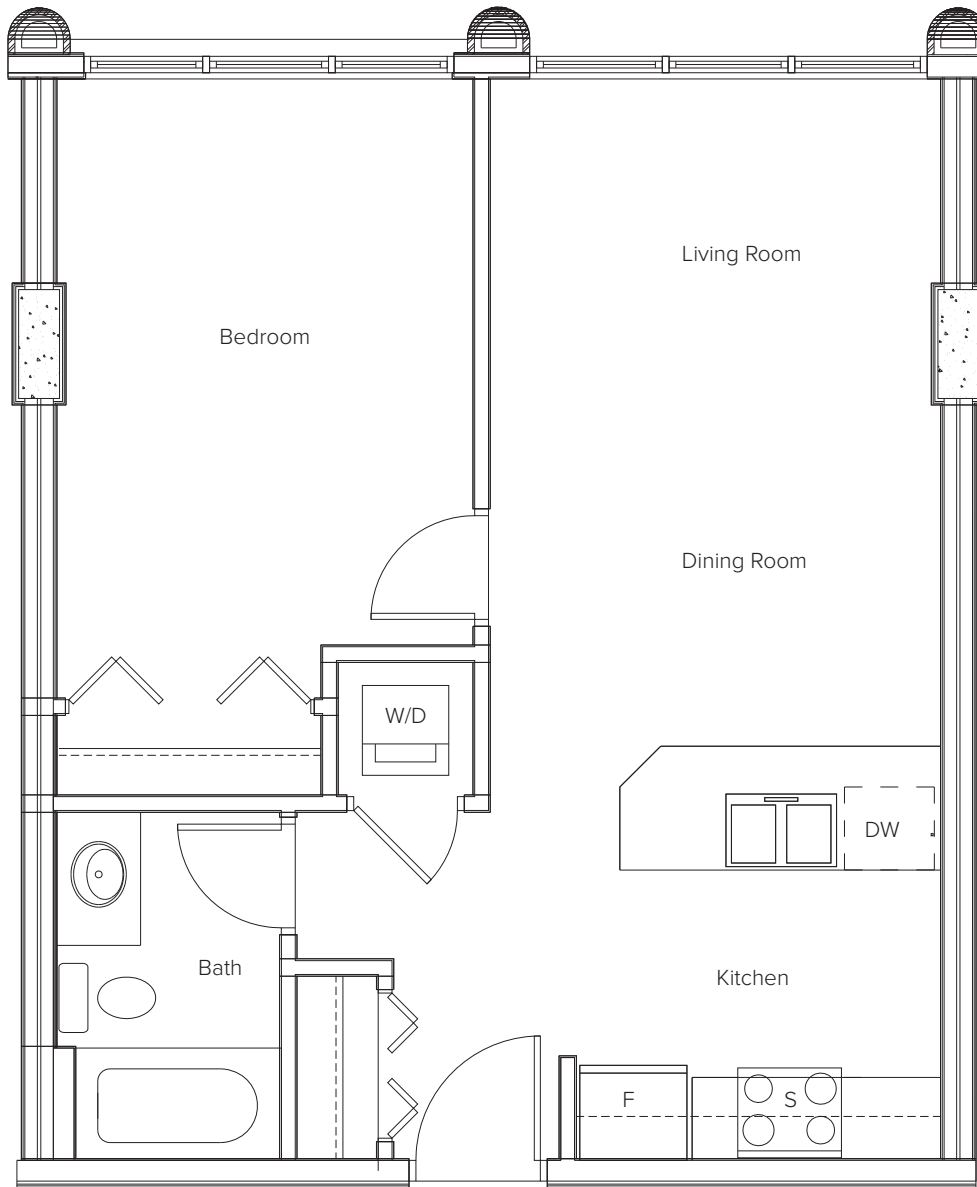 Living Room
Bedroom
Dining Room
W/D
DW
Bath
Kitchen
F
S